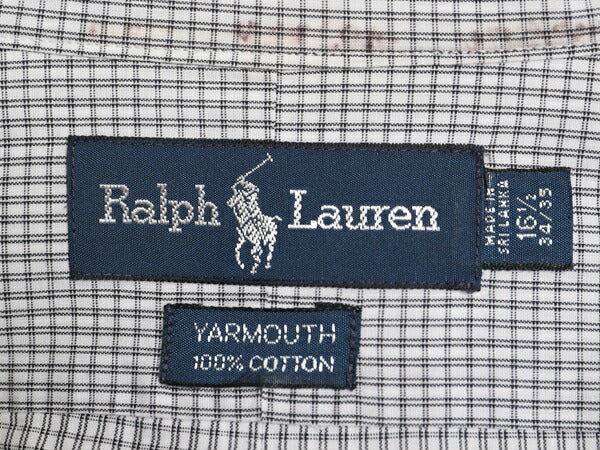 Ralph Lauren
MADE IN
SRI LANKA
16½
34/35
YARMOUTH
100% COTTON